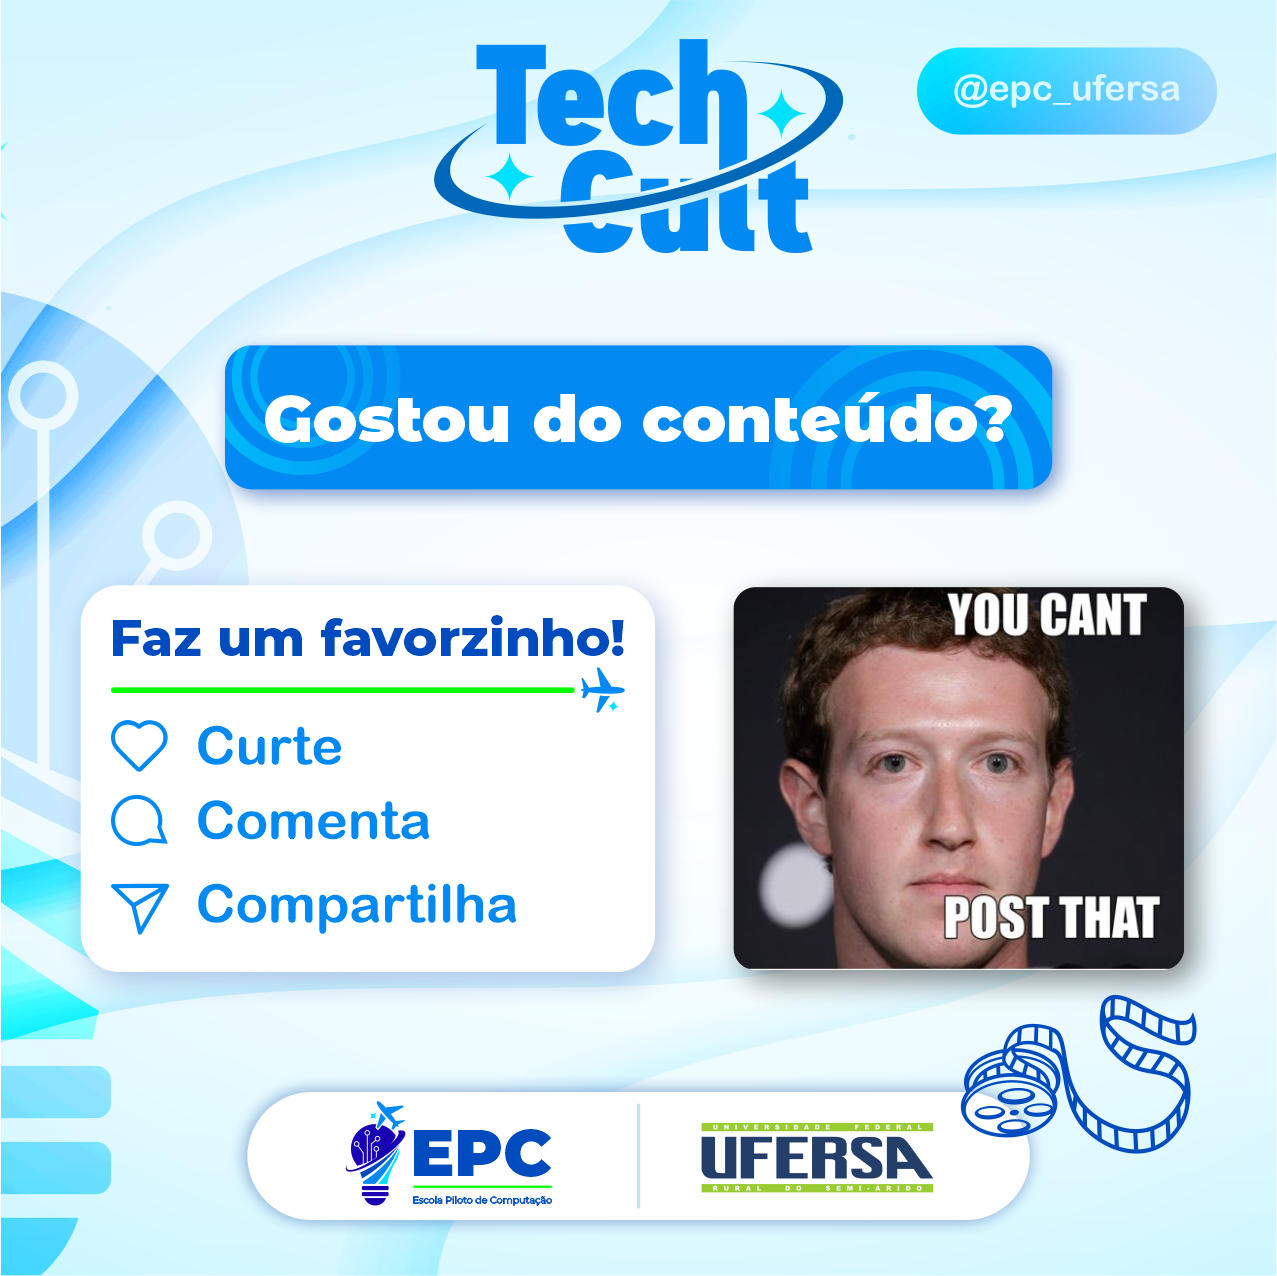 Tech
Cult
@epc_ufersa
Gostou do conteúdo?
Faz um favorzinho!
Curte
Comenta
Compartilha
YOU CANT
POST THAT
EPC
Escola Piloto de Computação
UNIVERSIDADE FEDERAL
UFERSA
RURAL DO SEMI-ÁRIDO